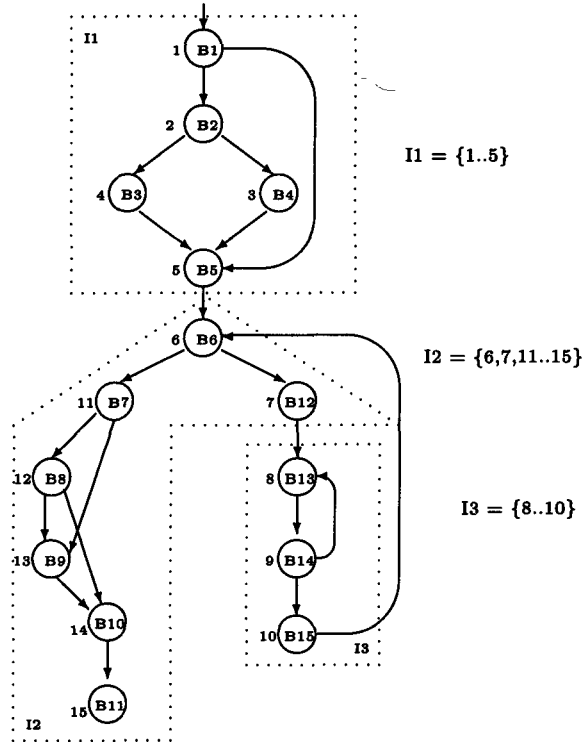 I1
1 B1
2 B2
I1 = {1..5}
4 B3
3 B4
5 B5
6 B6
I2 = {6,7,11..15}
11 B7
7 B12
12 B8
8 B13
I3 = {8..10}
13 B9
9 B14
14 B10
10 B15
I3
15 B11
I2